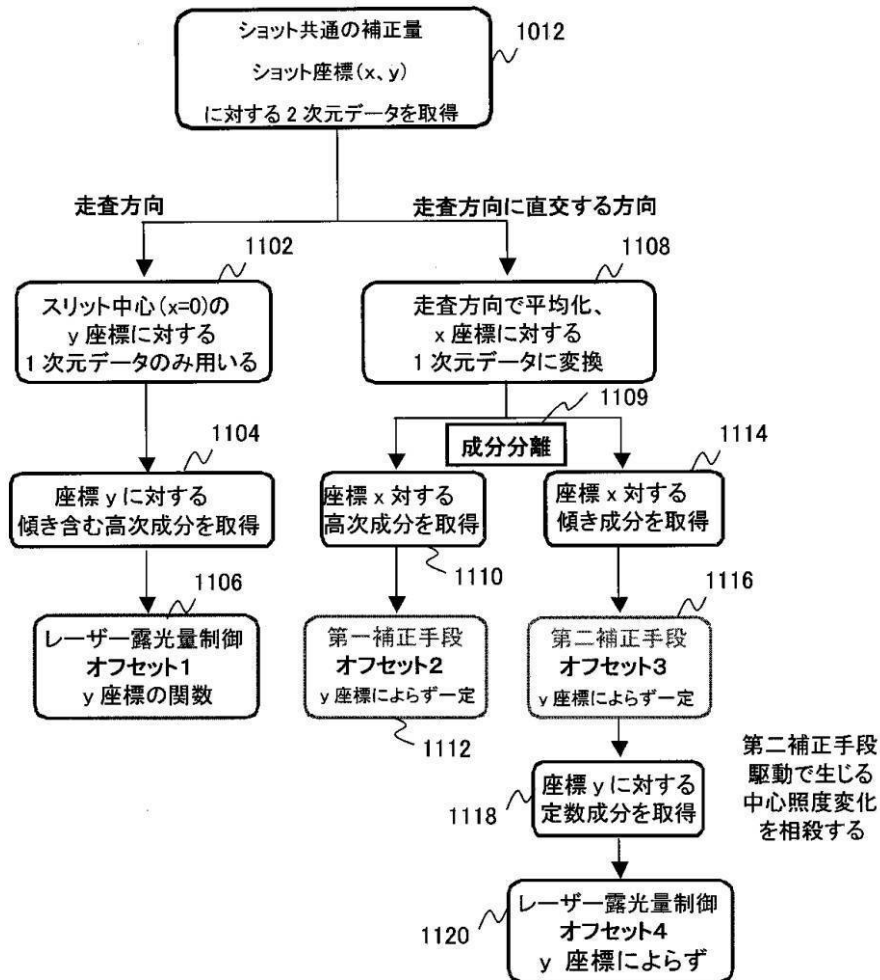 ショット共通の補正量
ショット座標(x、y)
に対する2次元データを取得
1012
走査方向
走査方向に直交する方向
1102
スリット中心(x=0)の
y座標に対する
1次元データのみ用いる
1108
走査方向で平均化、
x座標に対する
1次元データに変換
1109
成分分離
1104
座標yに対する
傾き含む高次成分を取得
座標x対する
高次成分を取得
1110
1114
座標x対する
傾き成分を取得
1106
レーザー露光量制御
オフセット1
y座標の関数
第一補正手段
オフセット2
y座標によらず一定
1112
1116
第二補正手段
オフセット3
y座標によらず一定
1118
座標yに対する
定数成分を取得
第二補正手段
駆動で生じる
中心照度変化
を相殺する
1120
レーザー露光量制御
オフセット4
y 座標によらず